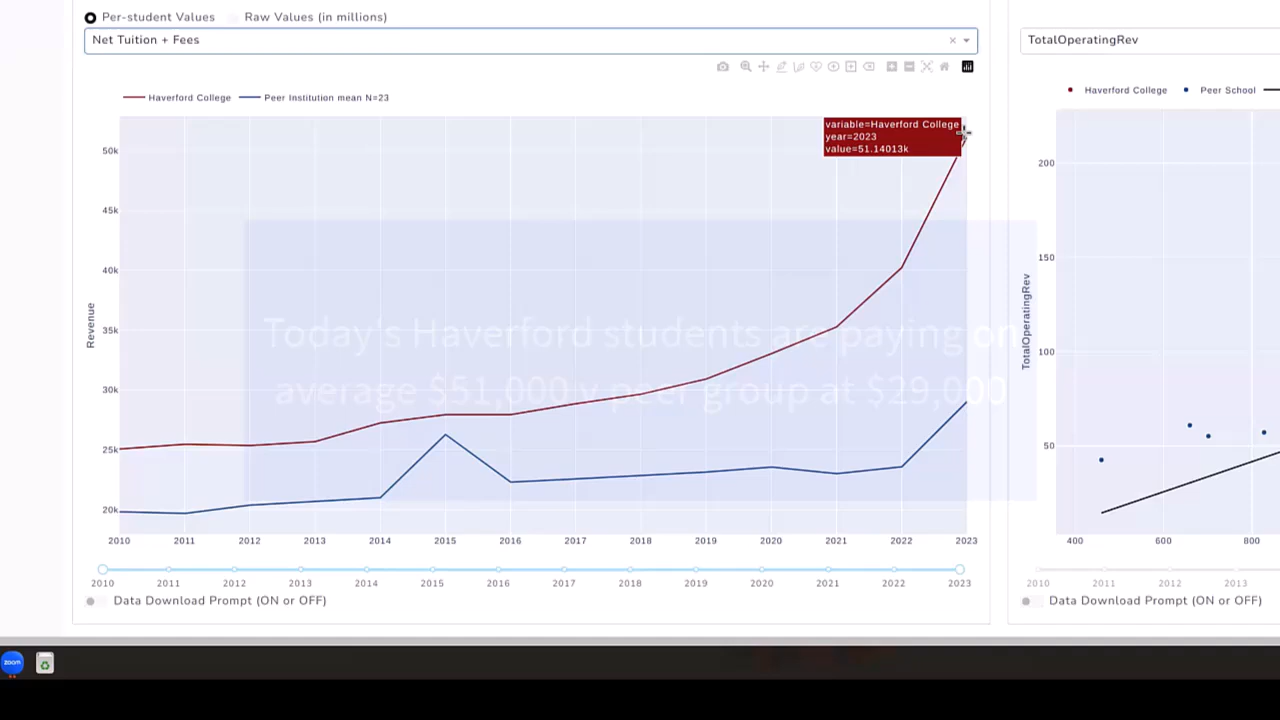 Per-student Values Raw Values (in millions)
Net Tuition + Fees
TotalOperatingRev
Haverford College Peer Institution mean N=23
Haverford College Peer School
variable=Haverford College
year=2023
value=51.14013k
50k
45k
40k
35k
30k
25k
20k
Revenue
Today's Haverford students are paying on
average $51,000 v peer group at $29,000
2010 2011 2012 2013 2014 2015 2016 2017 2018 2019 2020 2021 2022 2023
2010 2011 2012 2013 2014 2015 2016 2017 2018 2019 2020 2021 2022 2023
Data Download Prompt (ON or OFF)
200
150
100
50
TotalOperatingRev
400 600 800
2010 2011 2012 2013
Data Download Prompt (ON or OFF)
zoom